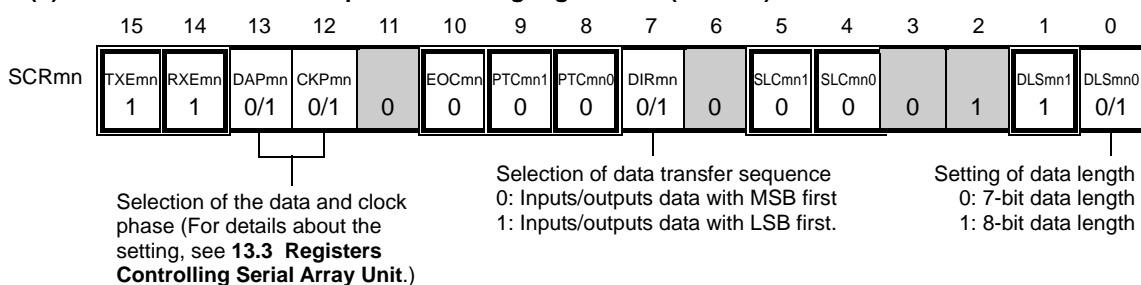 15 14 13 12 11 10 9 8 7 6 5 4 3 2 1 0
SCRmn TXEmn RXEmn DAPmn CKPmn EOCmn PTCmn1 PTCmn0 DIRmn SLCmn1 SLCmn0 DLSmn1 DLSmn0
1 1 0/1 0/1 0 0 0 0 0/1 0 0 0 0 1 1 0/1
Selection of the data and clock
phase (For details about the
setting, see 13.3 Registers
Controlling Serial Array Unit.)
Selection of data transfer sequence
0: Inputs/outputs data with MSB first
1: Inputs/outputs data with LSB first.
Setting of data length
0: 7-bit data length
1: 8-bit data length